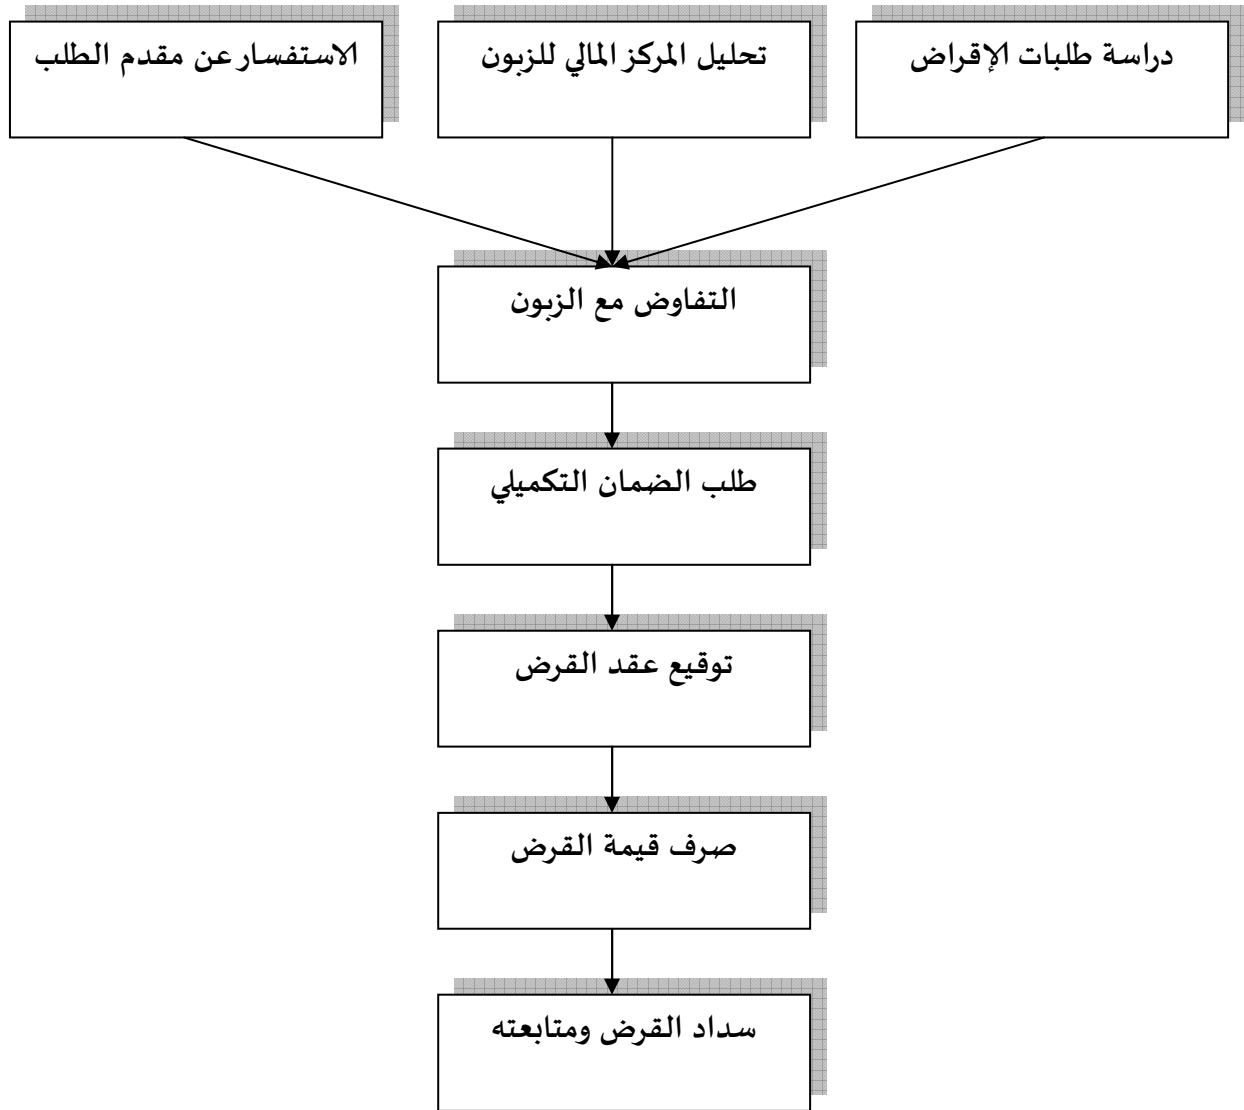 دراسة طلبات الإقراض
تحليل المركز المالي للزبون
الاستفسار عن مقدم الطلب
التفاوض مع الزبون
طلب الضمان التكميلي
توقيع عقد القرض
صرف قيمة القرض
سداد القرض ومتابعته